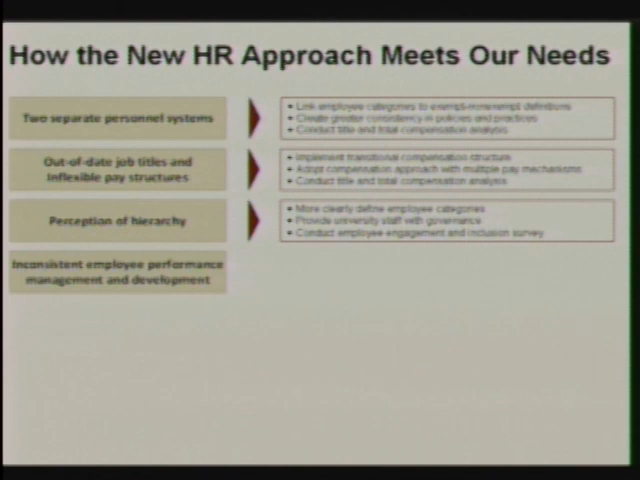 How the New HR Approach Meets Our Needs
Two separate personnel systems
• Link employee categories to exempt-nonexempt definitions
• Create greater consistency in policies and practices
• Conduct title and total compensation analysis
Out-of-date job titles and
Inflexible pay structures
• Implement transitional compensation structure
• Adopt compensation approach with multiple pay mechanisms
• Conduct title and total compensation analysis
Perception of hierarchy
• More clearly define employee categories
• Provide university staff with governance
• Conduct employee engagement and inclusion survey
Inconsistent employee performance
management and development